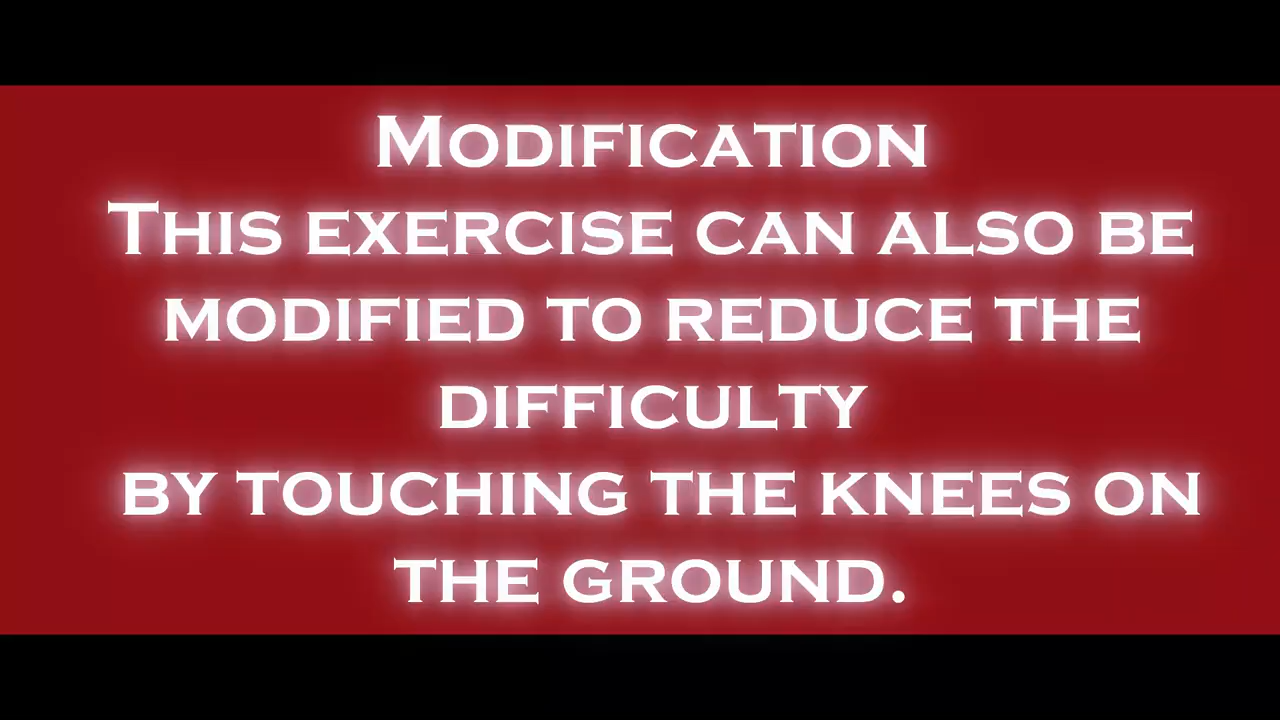 Modification
This exercise can also be
modified to reduce the
difficulty
by touching the knees on
the ground.